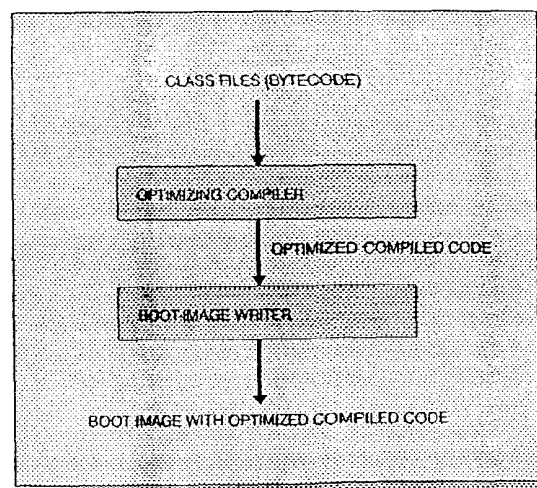 CLASS FILES (BYTECODE)
OPTIMIZING COMPILER
OPTIMIZED COMPILED CODE
BOOT-IMAGE WRITER
BOOT IMAGE WITH OPTIMIZED COMPILED CODE